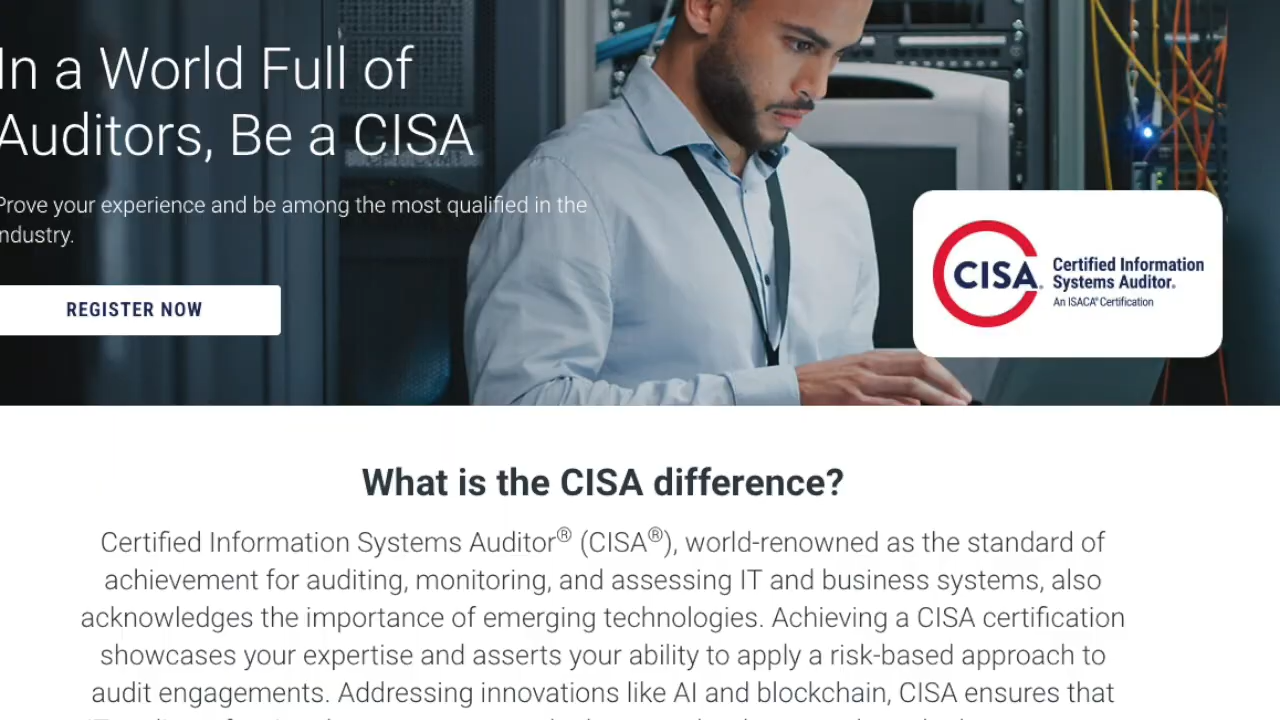 In a World Full of
Auditors, Be a CISA
Prove your experience and be among the most qualified in the
industry.
REGISTER NOW
CISA®
Certified Information
Systems Auditor®
An ISACA® Certification
What is the CISA difference?
Certified Information Systems Auditor® (CISA®), world-renowned as the standard of
achievement for auditing, monitoring, and assessing IT and business systems, also
acknowledges the importance of emerging technologies. Achieving a CISA certification
showcases your expertise and asserts your ability to apply a risk-based approach to
audit engagements. Addressing innovations like AI and blockchain, CISA ensures that